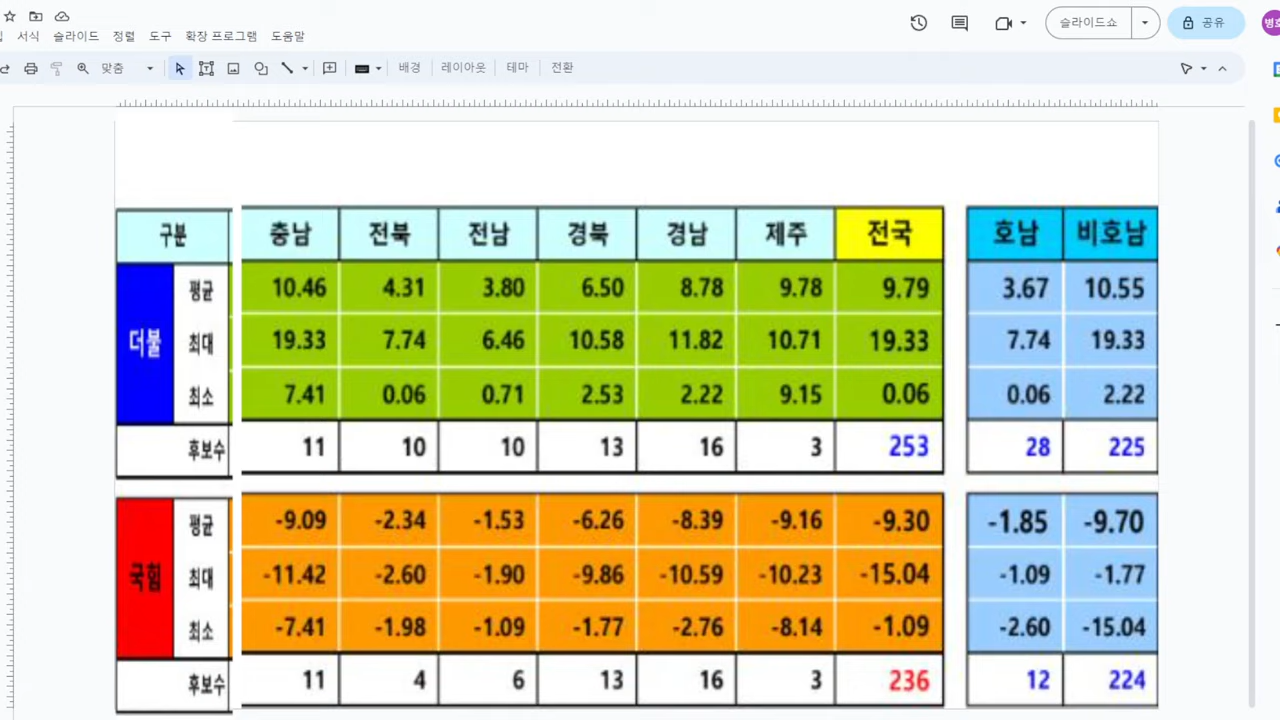 서식 슬라이드 정렬 도구 확장 프로그램 도움말
슬라이드쇼 공유
맞춤 배경 레이아웃 테마 전환
구분 충남 전북 전남 경북 경남 제주 전국 호남 비호남
더불
평균 10.46 4.31 3.80 6.50 8.78 9.78 9.79 3.67 10.55
최대 19.33 7.74 6.46 10.58 11.82 10.71 19.33 7.74 19.33
최소 7.41 0.06 0.71 2.53 2.22 9.15 0.06 0.06 2.22
후보수 11 10 10 13 16 3 253 28 225
국힘
평균 -9.09 -2.34 -1.53 -6.26 -8.39 -9.16 -9.30 -1.85 -9.70
최대 -11.42 -2.60 -1.90 -9.86 -10.59 -10.23 -15.04 -1.09 -1.77
최소 -7.41 -1.98 -1.09 -1.77 -2.76 -8.14 -1.09 -2.60 -15.04
후보수 11 4 6 13 16 3 236 12 224